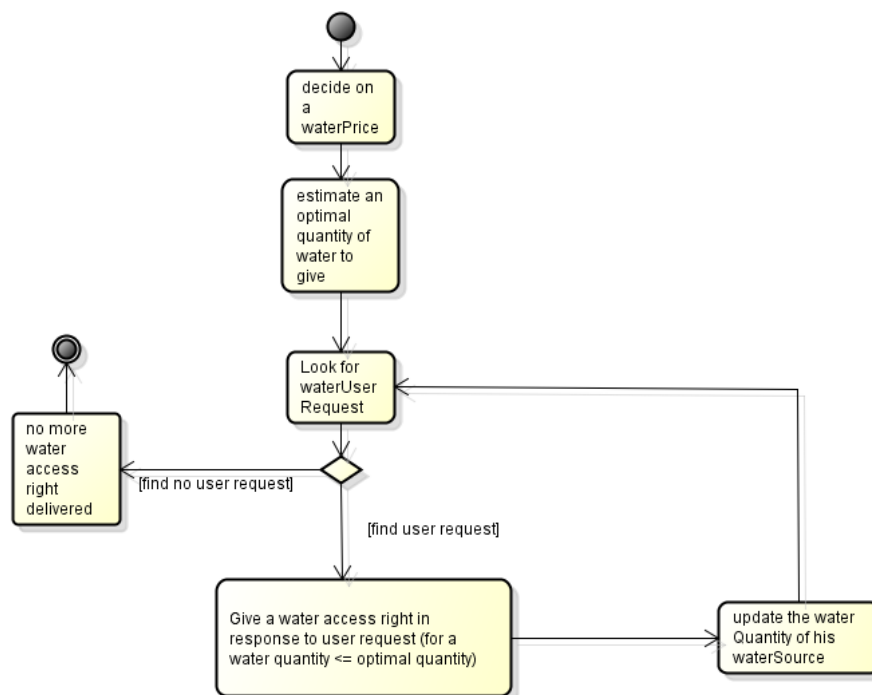 decide on
a
waterPrice
estimate an
optimal
quantity of
water to
give
Look for
waterUser
Request
no more
water
access
right
delivered
[find no user request]
[find user request]
Give a water access right in
response to user request (for a
water quantity <= optimal quantity)
update the water
Quantity of his
waterSource